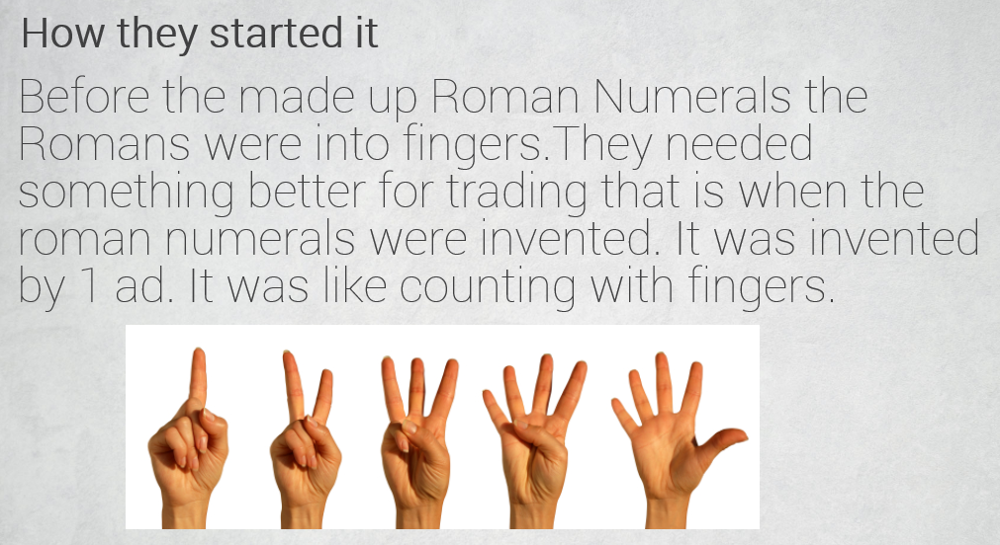 How they started it
Before the made up Roman Numerals the
Romans were into fingers.They needed
something better for trading that is when the
roman numerals were invented. It was invented
by 1 ad. It was like counting with fingers.